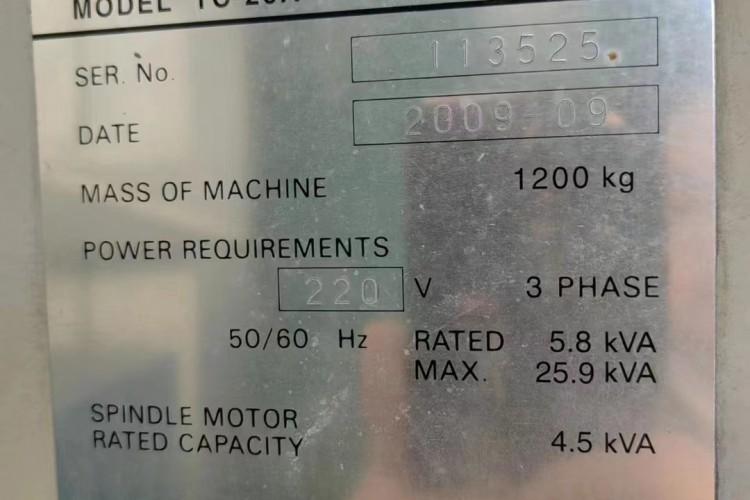 MODEL
SER. No. 113525
DATE 2009-09
MASS OF MACHINE 1200 kg
POWER REQUIREMENTS
220 V 3 PHASE
50/60 Hz RATED 5.8 kVA
MAX. 25.9 kVA
SPINDLE MOTOR
RATED CAPACITY 4.5 kVA